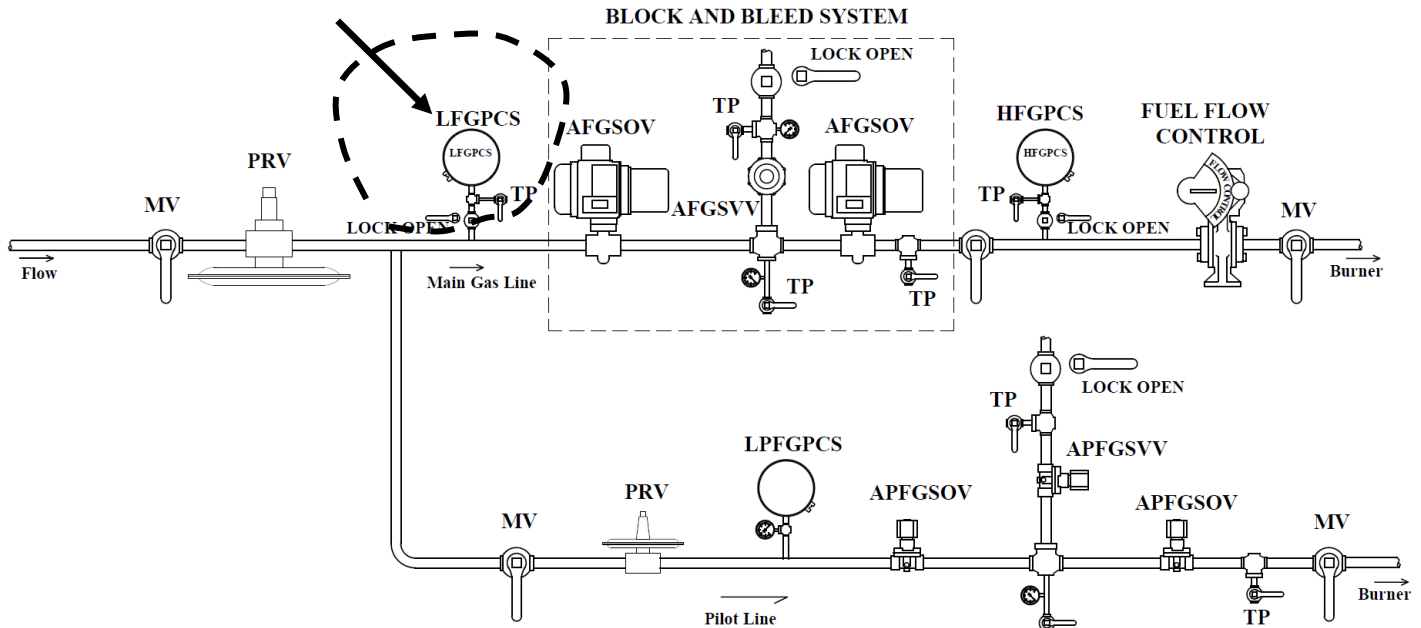 BLOCK AND BLEED SYSTEM
LOCK OPEN
TP
LFGPCS
LFGPCS
AFGSOV
AFGSOV
HFGPCS
HFGPCS
FUEL FLOW
CONTROL
FLOW CONTROL
PRV
MV
TP
LOCK OPEN
AFGSVV
TP
LOCK OPEN
MV
Flow
Main Gas Line
TP
TP
Burner
LOCK OPEN
TP
LPFGPCS
APFGSVV
PRV
APFGSOV
APFGSOV
MV
MV
Pilot Line
TP
Burner